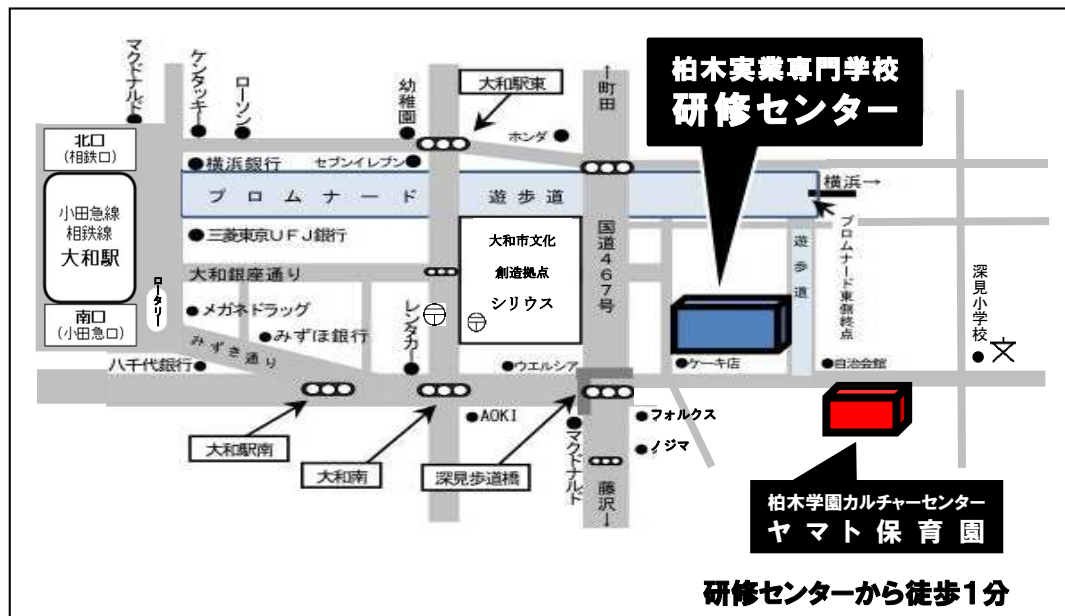 マクドナルド
ケンタッキー
ローソン
幼稚園
大和駅東
ホンダ
←町田
柏木実業専門学校
研修センター
北口
(相鉄口)
横浜銀行
セブンイレブン
横浜→
プロムナード 遊歩道
小田急線
相鉄線
大和駅
三菱東京UFJ銀行
大和市文化
創造拠点
シリウス
国道467号
遊歩道
プロムナード東側終点
深見小学校
文
大和銀座通り
ロータリー
南口
(小田急口)
メガネドラッグ
みずほ銀行
みずき通り
レンタカー
〒
〒
八千代銀行
ウエルシア
ケーキ店
自治会館
AOKI
フォルクス
ノジマ
大和駅南
大和南
深見歩道橋
マクドナルド
藤沢→
柏木学園カルチャーセンター
ヤマト保育園
研修センターから徒歩1分